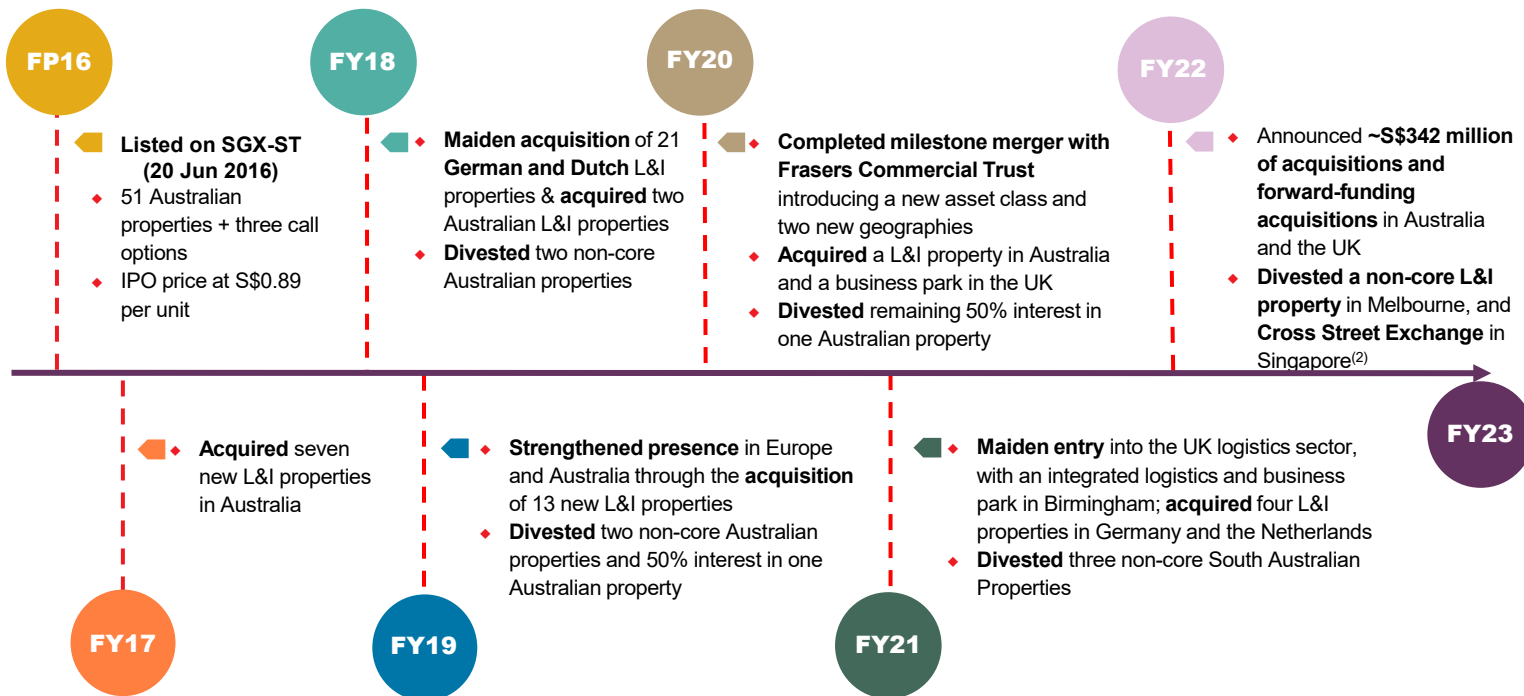 FP16
Listed on SGX-ST
(20 Jun 2016)
51 Australian
properties + three call
options
IPO price at S$0.89
per unit
FY18
Maiden acquisition of 21
German and Dutch L&I
properties & acquired two
Australian L&I properties
Divested two non-core
Australian properties
FY20
Completed milestone merger with
Frasers Commercial Trust
introducing a new asset class and
two new geographies
Acquired a L&I property in Australia
and a business park in the UK
Divested remaining 50% interest in
one Australian property
FY22
Announced ~S$342 million
of acquisitions and
forward-funding
acquisitions in Australia
and the UK
Divested a non-core L&I
property in Melbourne, and
Cross Street Exchange in
Singapore(2)
FY17
Acquired seven
new L&I properties
in Australia
FY19
Strengthened presence in Europe
and Australia through the acquisition
of 13 new L&I properties
Divested two non-core Australian
properties and 50% interest in one
Australian property
FY21
Maiden entry into the UK logistics sector,
with an integrated logistics and business
park in Birmingham; acquired four L&I
properties in Germany and the Netherlands
Divested three non-core South Australian
Properties
FY23